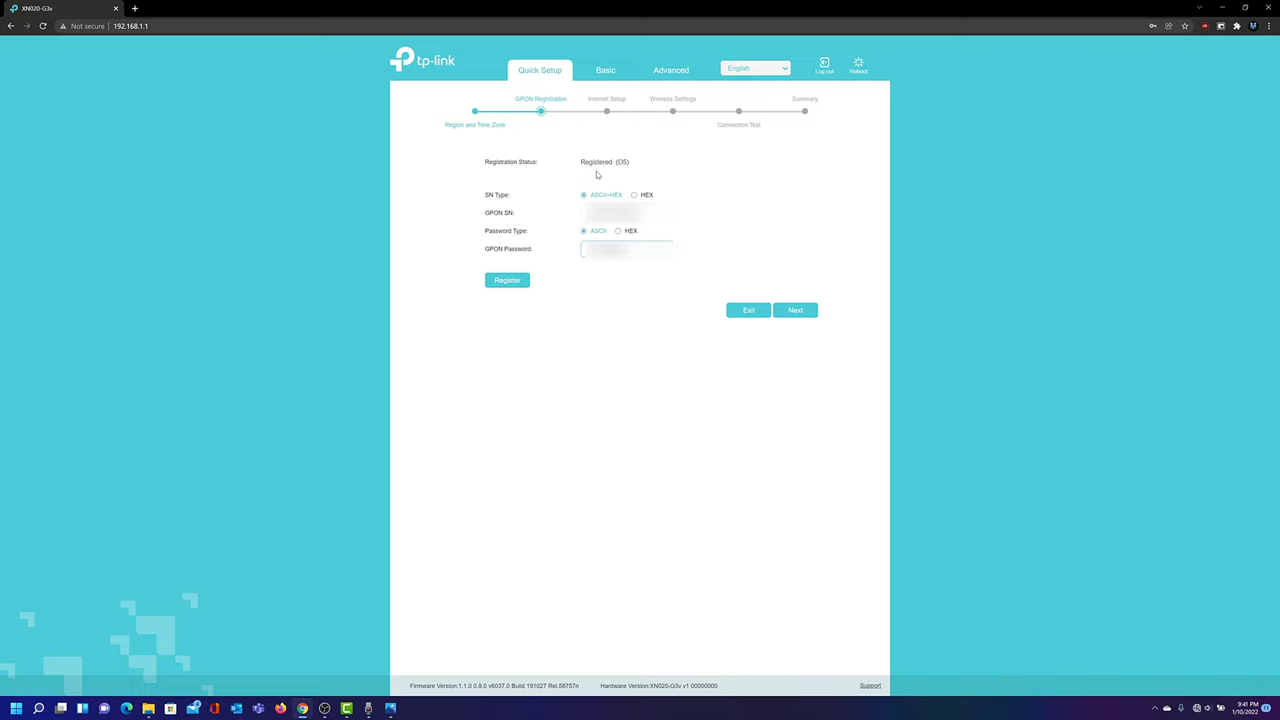 XN020-G3v
Not secure 192.168.1.1
tp-link
Quick Setup Basic Advanced English Log out Reboot
GPON Registration Internet Setup Wireless Settings Summary
Region and Time Zone Connection Test
Registration Status: Registered (O5)
SN Type: ASCII+HEX HEX
GPON SN:
Password Type: ASCII HEX
GPON Password:
Register
Exit Next
Firmware Version:1.1.0 0.8.0 v6037.0 Build 191027 Rel.58757n Hardware Version:XN020-G3v v1 00000000 Support
9:41 PM
1/10/2022